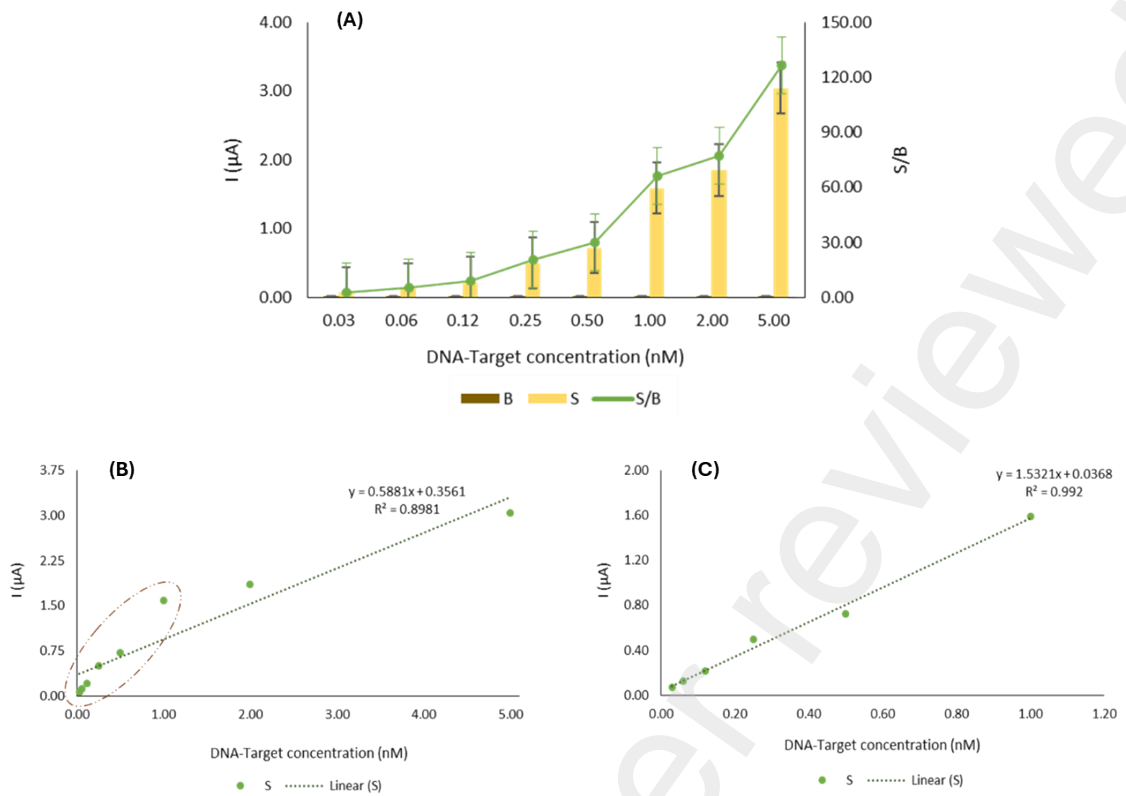 (A)
4.00
3.00
2.00
1.00
0.00
I (µA)
150.00
120.00
90.00
60.00
30.00
0.00
S/B
0.03 0.06 0.12 0.25 0.50 1.00 2.00 5.00
DNA-Target concentration (nM)
B S S/B
(B)
3.75
3.00
2.25
1.50
0.75
0.00
I (µA)
y = 0.5881x + 0.3561
R² = 0.8981
0.00 1.00 2.00 3.00 4.00 5.00
DNA-Target concentration (nM)
S Linear (S)
(C)
2.00
1.60
1.20
0.80
0.40
0.00
I (µA)
y = 1.5321x + 0.0368
R² = 0.992
0.00 0.20 0.40 0.60 0.80 1.00 1.20
DNA-Target concentration (nM)
S Linear (S)
er reviewe